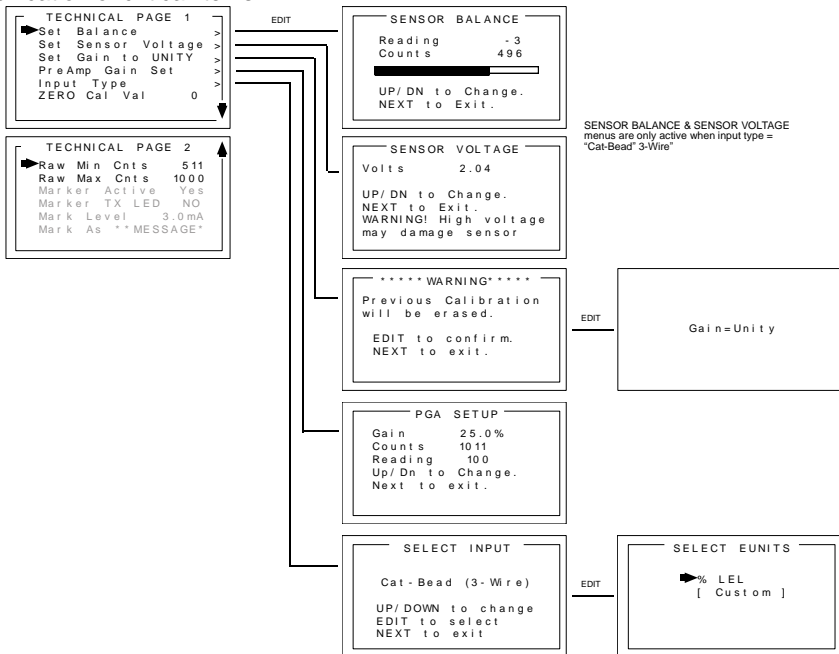 TECHNICAL PAGE 1
Set Balance >
Set Sensor Voltage >
Set Gain to UNITY >
PreAmp Gain Set >
Input Type >
ZERO Cal Val 0
EDIT
SENSOR BALANCE
Reading -3
Counts 496
UP/DN to Change.
NEXT to Exit.
TECHNICAL PAGE 2
Raw Min Cnts 511
Raw Max Cnts 1000
Marker Active Yes
Marker TX LED NO
Mark Level 3.0mA
Mark As **MESSAGE*
SENSOR VOLTAGE
Volts 2.04
UP/DN to Change.
NEXT to Exit.
WARNING! High voltage
may damage sensor
SENSOR BALANCE & SENSOR VOLTAGE
menus are only active when input type =
“Cat-Bead” 3-Wire”
*****WARNING*****
Previous Calibration
will be erased.
EDIT to confirm.
NEXT to exit.
EDIT
Gain=Unity
PGA SETUP
Gain 25.0%
Counts 1011
Reading 100
Up/Dn to Change.
Next to exit.
SELECT INPUT
Cat-Bead (3-Wire)
UP/DOWN to change
EDIT to select
NEXT to exit
EDIT
SELECT EUNITS
% LEL
[ Custom ]